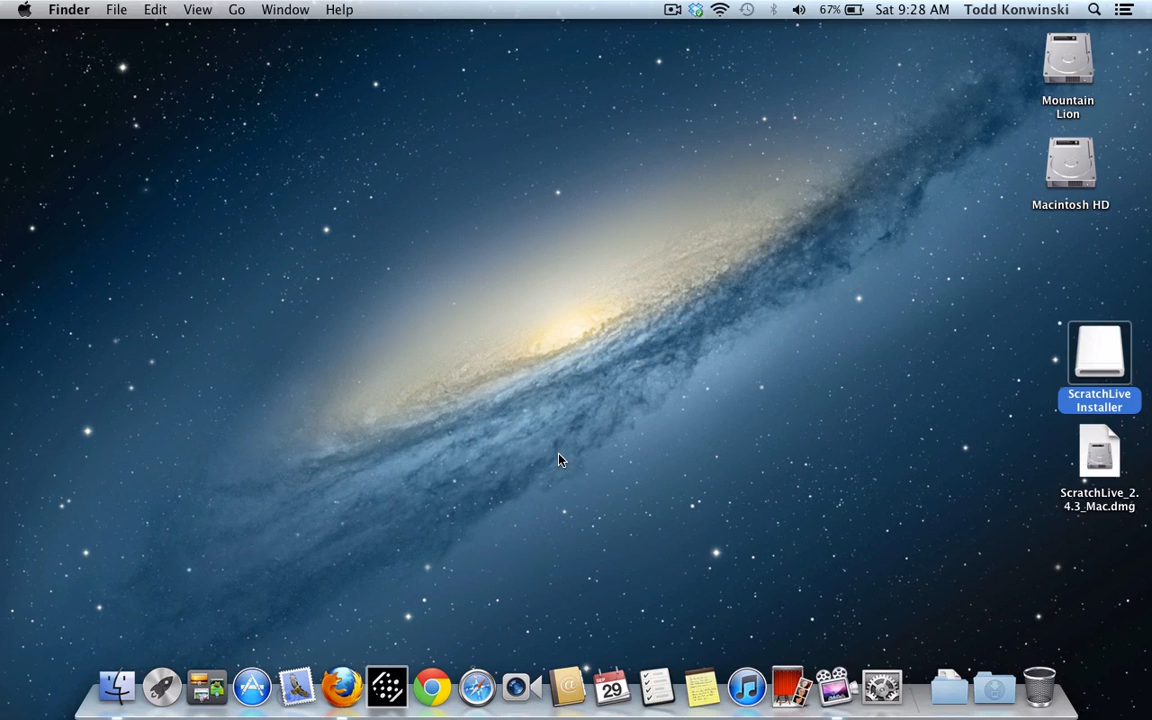 Finder File Edit View Go Window Help 67% Sat 9:28 AM Todd Konwinski
Mountain
Lion
Macintosh HD
ScratchLive
Installer
ScratchLive_2.
4.3_Mac.dmg
29